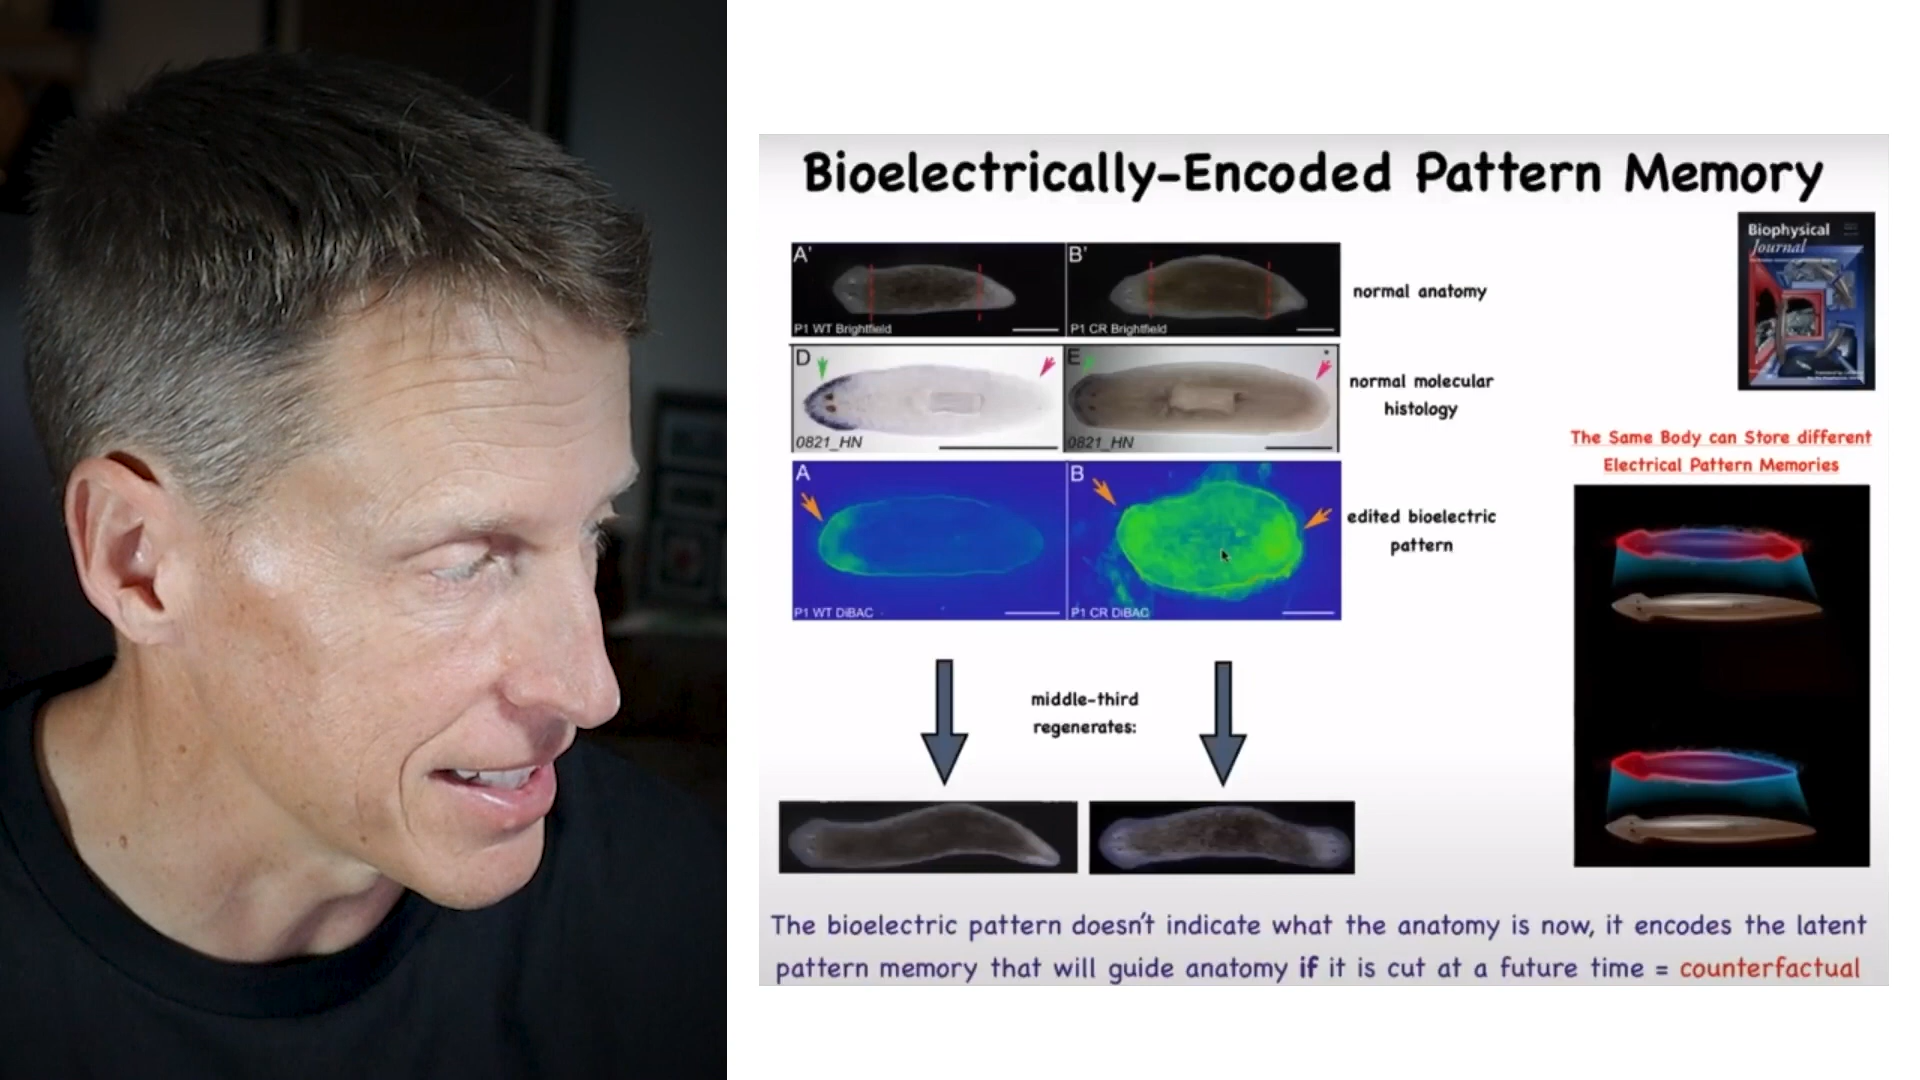 Bioelectrically-Encoded Pattern Memory
Biophysical
Journal
A'
B'
P1 WT Brightfield
P1 CR Brightfield
normal anatomy
D
E
0821_HN
0821_HN
normal molecular
histology
The Same Body can Store different
Electrical Pattern Memories
A
B
P1 WT DiBAC
P1 CR DiBAC
edited bioelectric
pattern
middle-third
regenerates:
The bioelectric pattern doesn't indicate what the anatomy is now, it encodes the latent
pattern memory that will guide anatomy if it is cut at a future time = counterfactual